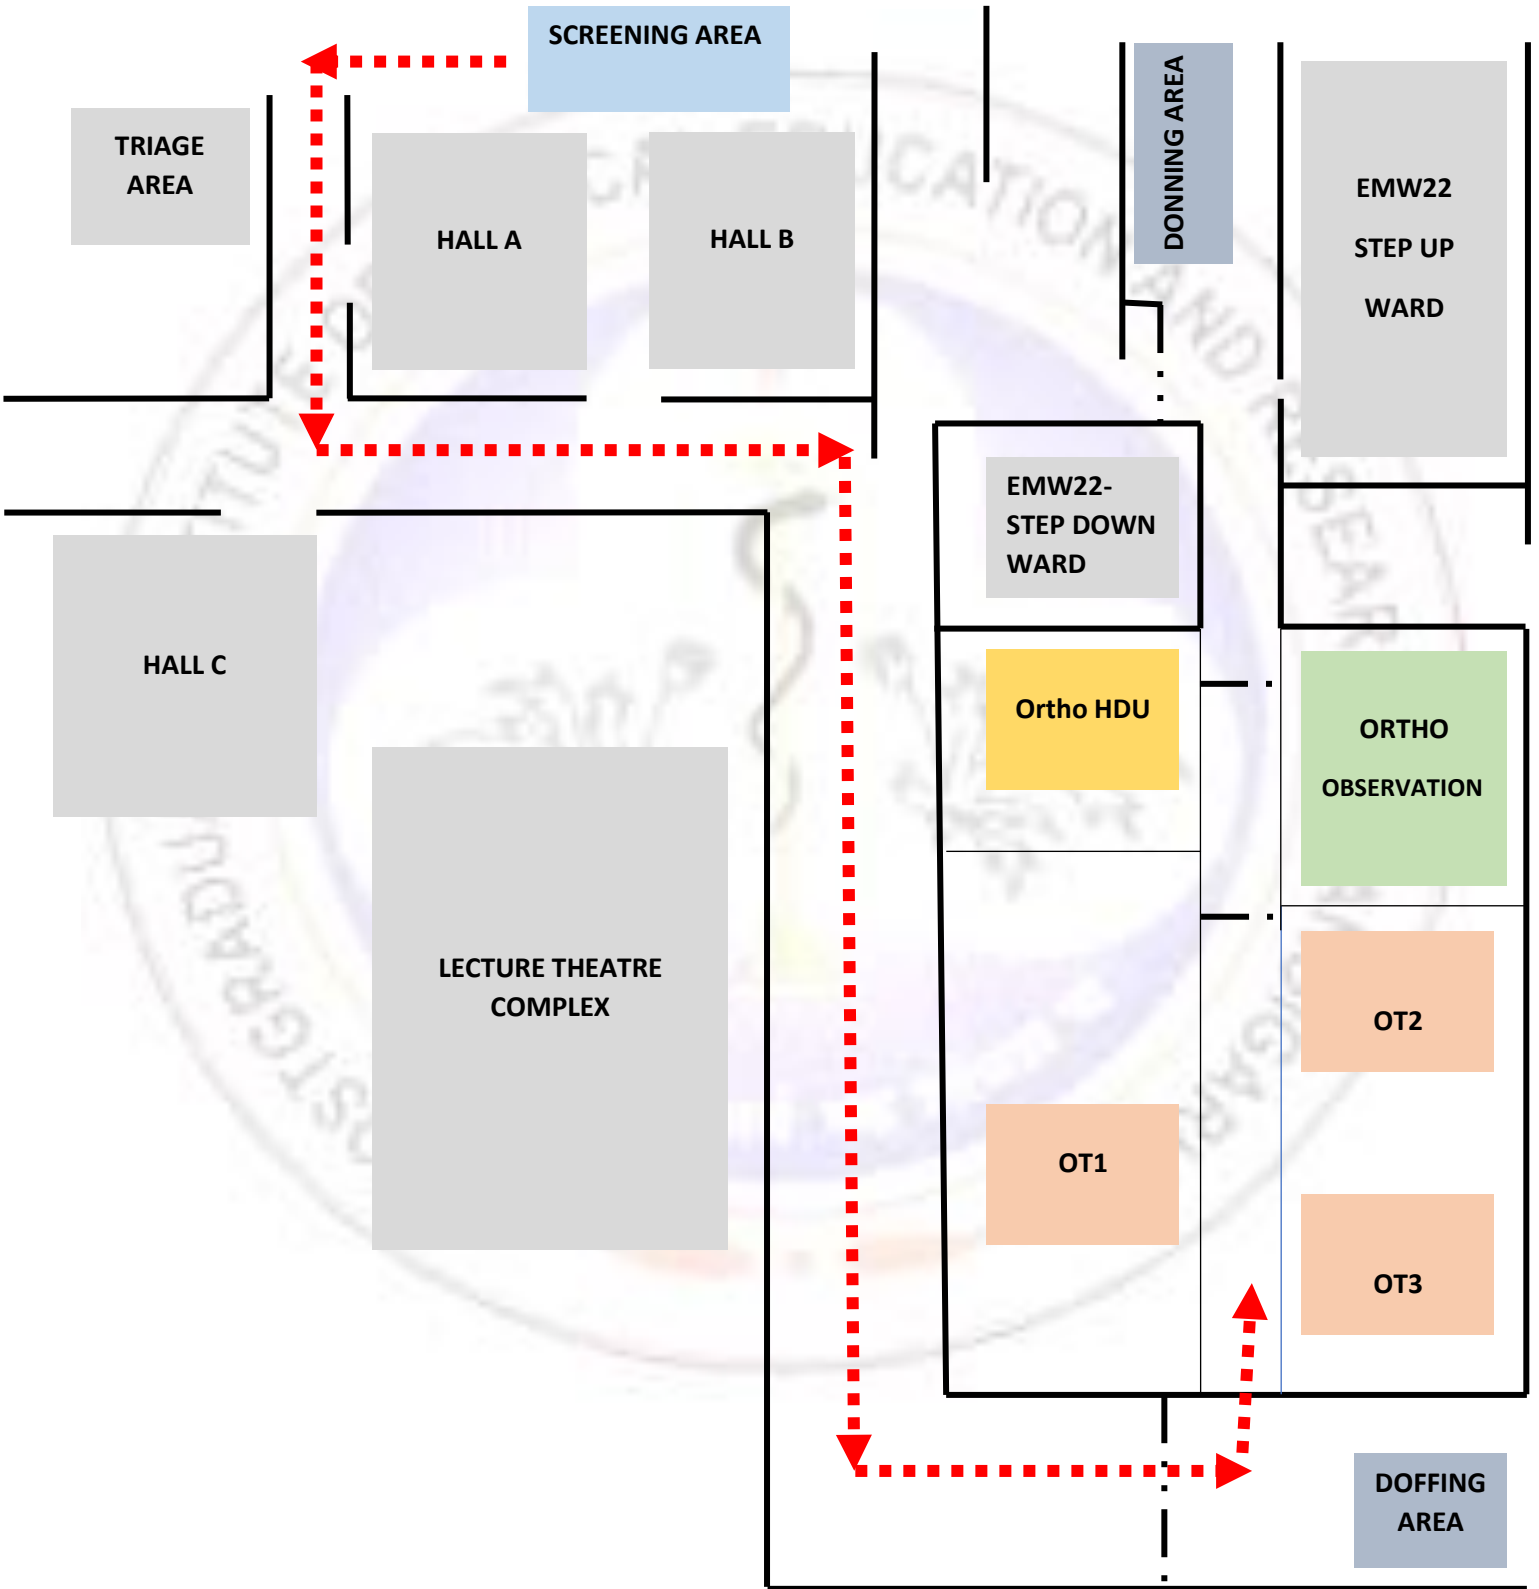 SCREENING AREA
DONNING AREA
TRIAGE
AREA
HALL A
HALL B
EMW22
STEP UP
WARD
EMW22-
STEP DOWN
WARD
HALL C
Ortho HDU
ORTHO
OBSERVATION
LECTURE THEATRE
COMPLEX
OT2
OT1
OT3
DOFFING
AREA